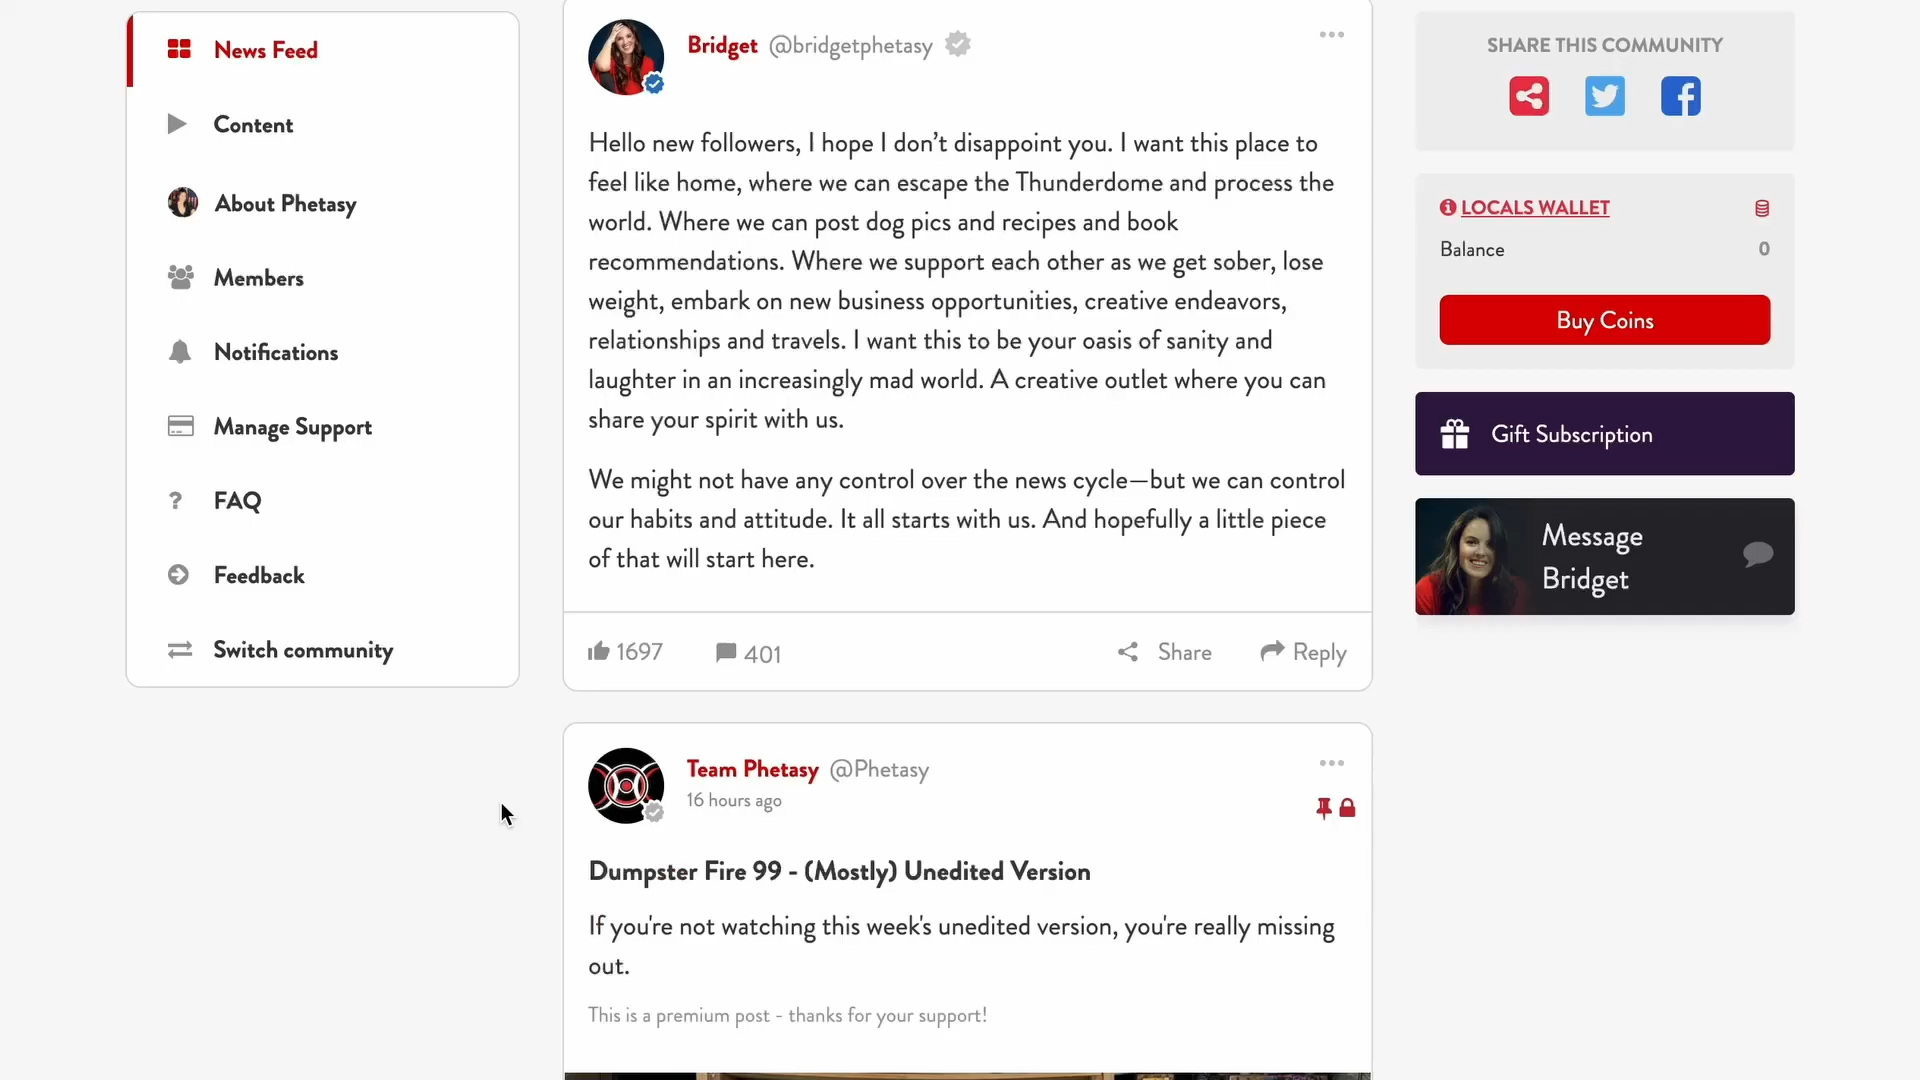 News Feed
Content
About Phetasy
Members
Notifications
Manage Support
? FAQ
Feedback
Switch community
Bridget @bridgetphetasy
Hello new followers, I hope I don’t disappoint you. I want this place to
feel like home, where we can escape the Thunderdome and process the
world. Where we can post dog pics and recipes and book
recommendations. Where we support each other as we get sober, lose
weight, embark on new business opportunities, creative endeavors,
relationships and travels. I want this to be your oasis of sanity and
laughter in an increasingly mad world. A creative outlet where you can
share your spirit with us.
We might not have any control over the news cycle—but we can control
our habits and attitude. It all starts with us. And hopefully a little piece
of that will start here.
1697 401 Share Reply
Team Phetasy @Phetasy
16 hours ago
Dumpster Fire 99 - (Mostly) Unedited Version
If you're not watching this week's unedited version, you're really missing
out.
This is a premium post - thanks for your support!
SHARE THIS COMMUNITY
LOCALS WALLET
Balance 0
Buy Coins
Gift Subscription
Message
Bridget